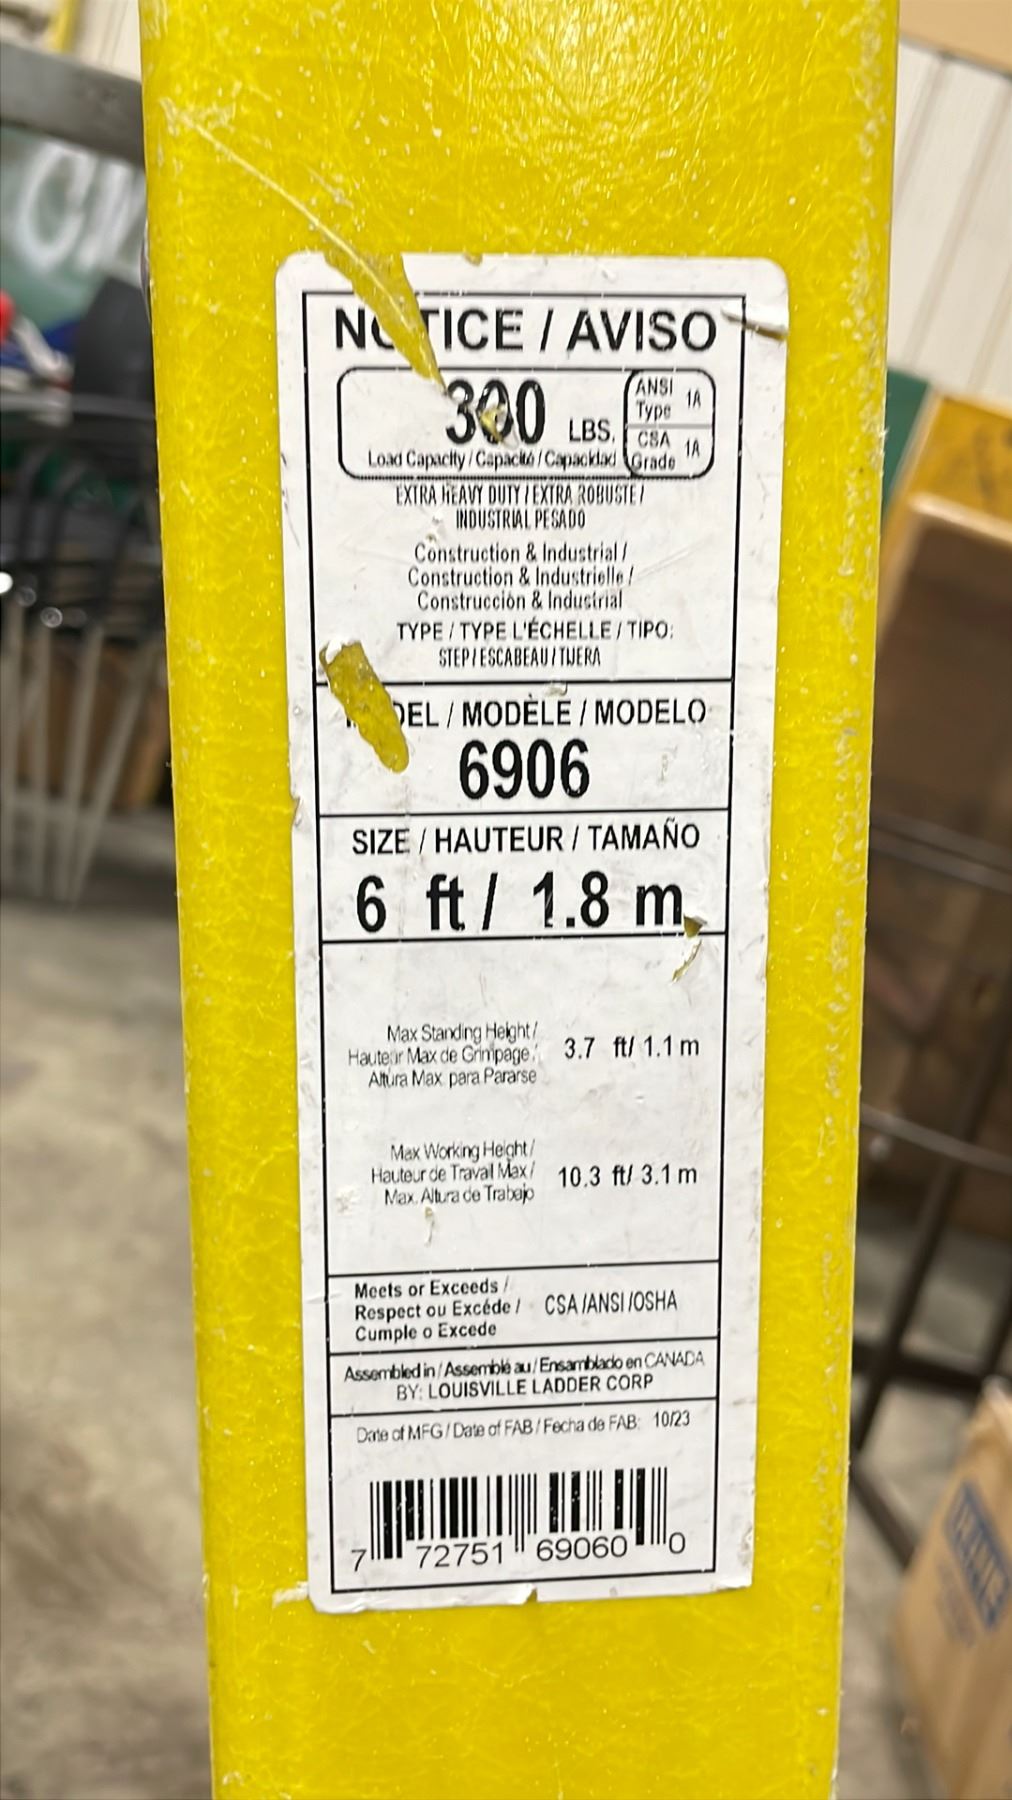 NOTICE / AVISO
300 LBS.
ANSI Type 1A
CSA Grade 1A
Load Capacity / Capacité / Capacidad
EXTRA HEAVY DUTY / EXTRA ROBUSTE /
INDUSTRIAL PESADO
Construction & Industrial /
Construction & Industrielle /
Construcción & Industrial
TYPE / TYPE L'ÉCHELLE / TIPO:
STEP / ESCABEAU / TIJERA
MODEL / MODÈLE / MODELO
6906
SIZE / HAUTEUR / TAMAÑO
6 ft / 1.8 m
Max Standing Height /
Hauteur Max de Grimpage /
Altura Max. para Pararse
3.7 ft/ 1.1 m
Max Working Height /
Hauteur de Travail Max /
Max. Altura de Trabajo
10.3 ft/ 3.1 m
Meets or Exceeds /
Respect ou Excéde /
Cumple o Excede
CSA /ANSI /OSHA
Assembled in / Assemblé au / Ensamblado en CANADA
BY: LOUISVILLE LADDER CORP
Date of MFG / Date of FAB / Fecha de FAB: 10/23
7 72751 69060 0